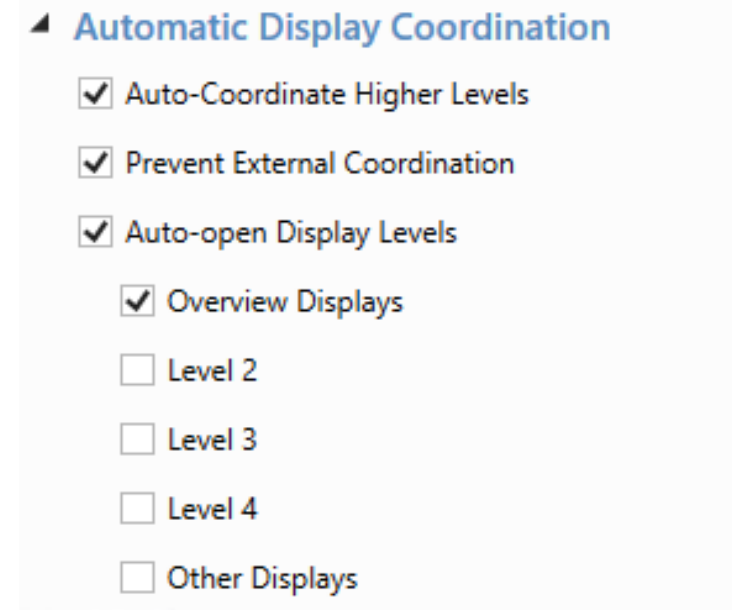 Automatic Display Coordination
Auto-Coordinate Higher Levels
Prevent External Coordination
Auto-open Display Levels
Overview Displays
Level 2
Level 3
Level 4
Other Displays